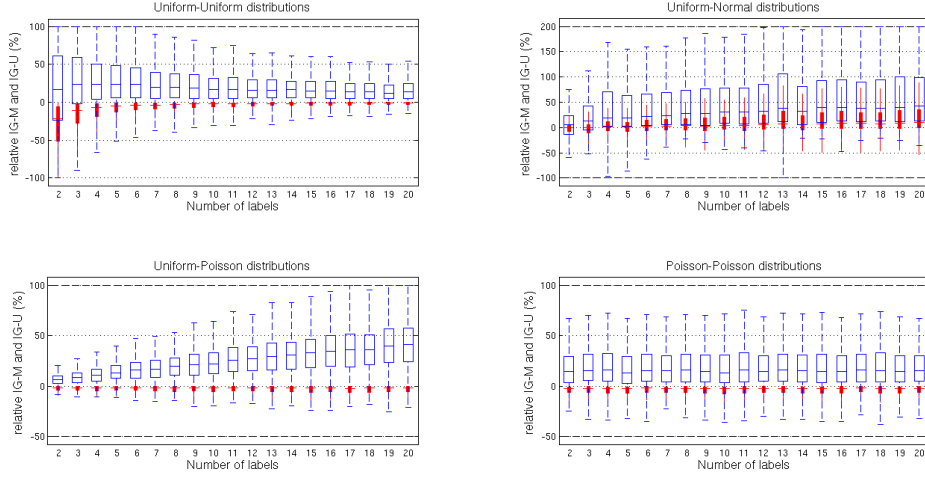 Uniform-Uniform distributions
relative IG-M and IG-U (%)
100
50
0
-50
-100
2 3 4 5 6 7 8 9 10 11 12 13 14 15 16 17 18 19 20
Number of labels
Uniform-Normal distributions
relative IG-M and IG-U (%)
200
150
100
50
0
-50
-100
2 3 4 5 6 7 8 9 10 11 12 13 14 15 16 17 18 19 20
Number of labels
Uniform-Poisson distributions
relative IG-M and IG-U (%)
100
50
0
-50
2 3 4 5 6 7 8 9 10 11 12 13 14 15 16 17 18 19 20
Number of labels
Poisson-Poisson distributions
relative IG-M and IG-U (%)
100
50
0
-50
2 3 4 5 6 7 8 9 10 11 12 13 14 15 16 17 18 19 20
Number of labels